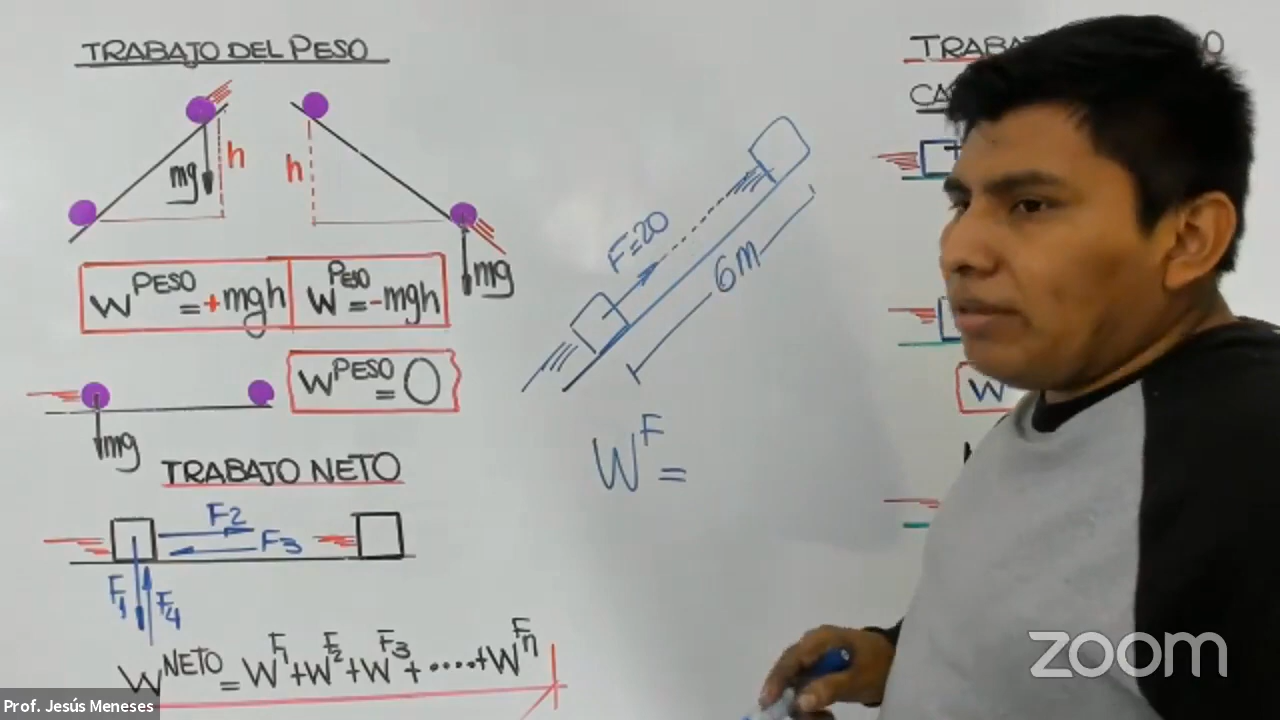 TRABAJO DEL PESO
mg
h
h
mg
W^PESO = +mgh
W^PESO = -mgh
mg
W^PESO = 0
TRABAJO NETO
F2
F3
F1
F4
W^NETO = W^F1 + W^F2 + W^F3 + ..... + W^Fn
F=20
6m
W^F =
W
zoom
Prof. Jesús Meneses